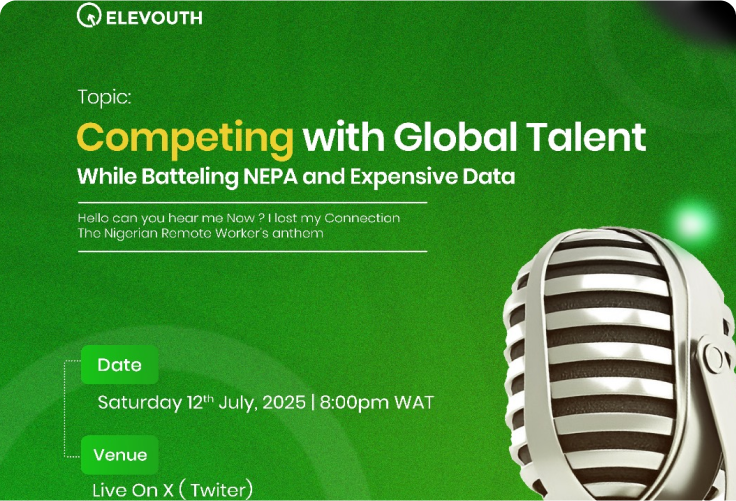 ELEVOUTH
Topic:
Competing with Global Talent
While Batteling NEPA and Expensive Data
Hello can you hear me Now ? I lost my Connection
The Nigerian Remote Worker's anthem
Date
Saturday 12th July, 2025 | 8:00pm WAT
Venue
Live On X ( Twiter)